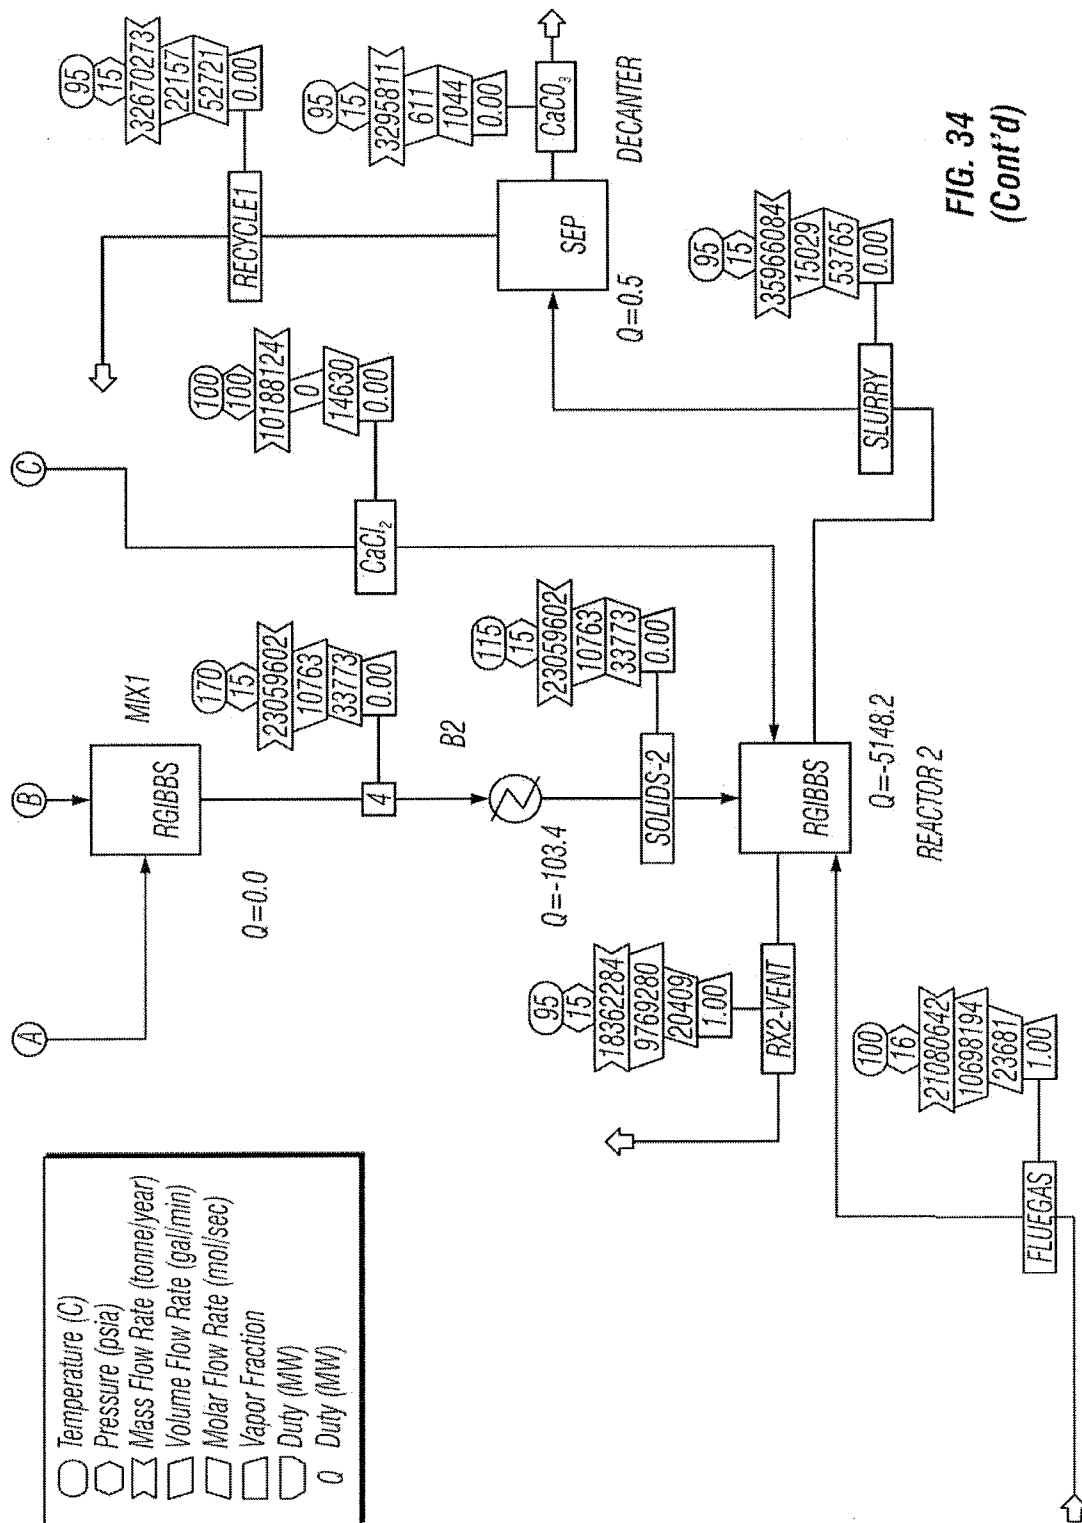 Temperature (C)
Pressure (psia)
Mass Flow Rate (tonne/year)
Volume Flow Rate (gal/min)
Molar Flow Rate (mol/sec)
Vapor Fraction
Duty (MW)
Q Duty (MW)
A
B
C
RGIBBS
MIX1
Q=0.0
170
15
23059602
10763
33773
0.00
4
B2
Q=-103.4
115
15
23059602
10763
33773
0.00
SOLIDS-2
100
100
10188124
0
14630
0.00
CaCl2
95
15
32670273
22157
52721
0.00
RECYCLE1
95
15
3295811
611
1044
0.00
CaCO3
SEP
DECANTER
Q=0.5
95
15
35966084
15029
53765
0.00
SLURRY
RGIBBS
Q=-5148.2
REACTOR 2
95
15
18362284
9769280
20409
1.00
RX2-VENT
100
16
21080642
10698194
23681
1.00
FLUEGAS
FIG. 34
(Cont'd)